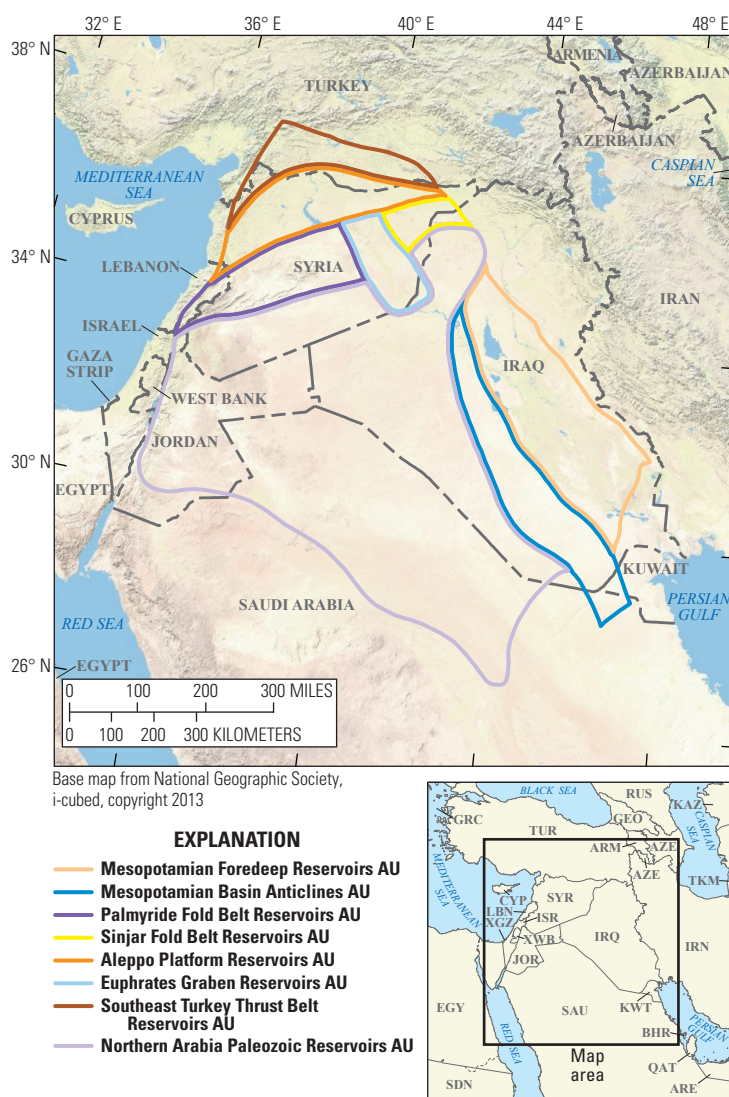 32° E
36° E
40° E
44° E
48° E
38° N
ARMENIA
AZERBAIJAN
TURKEY
AZERBAIJAN
CASPIAN
SEA
MEDITERRANEAN
SEA
CYPRUS
34° N
LEBANON
SYRIA
IRAN
ISRAEL
GAZA
STRIP
IRAQ
WEST BANK
JORDAN
30° N
EGYPT
KUWAIT
SAUDI ARABIA
PERSIAN
GULF
RED SEA
26° N
EGYPT
0 100 200 300 MILES
0 100 200 300 KILOMETERS
Base map from National Geographic Society,
i-cubed, copyright 2013
EXPLANATION
Mesopotamian Foredeep Reservoirs AU
Mesopotamian Basin Anticlines AU
Palmyride Fold Belt Reservoirs AU
Sinjar Fold Belt Reservoirs AU
Aleppo Platform Reservoirs AU
Euphrates Graben Reservoirs AU
Southeast Turkey Thrust Belt
Reservoirs AU
Northern Arabia Paleozoic Reservoirs AU
BLACK SEA
RUS
KAZ
GRC
GEO
CASPIAN
SEA
TUR
ARM
AZE
AZE
TKM
MEDITERRANEAN
SEA
CYP
SYR
LBN
ISR
XGZ
XWB
IRQ
IRN
JOR
EGY
SAU
KWT
RED SEA
PERSIAN
GULF
BHR
Map
area
QAT
SDN
ARE